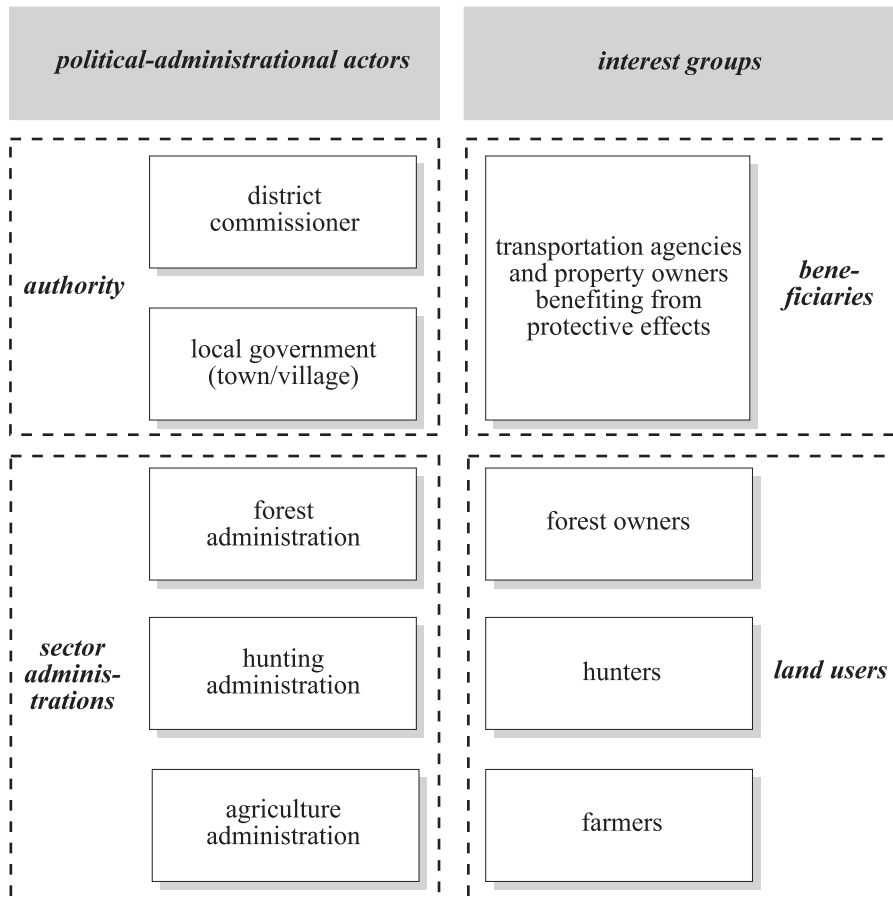 political-administrational actors
interest groups
authority
district
commissioner
local government
(town/village)
transportation agencies
and property owners
benefiting from
protective effects
bene-
ficiaries
sector
adminis-
trations
forest
administration
hunting
administration
agriculture
administration
forest owners
hunters
farmers
land users